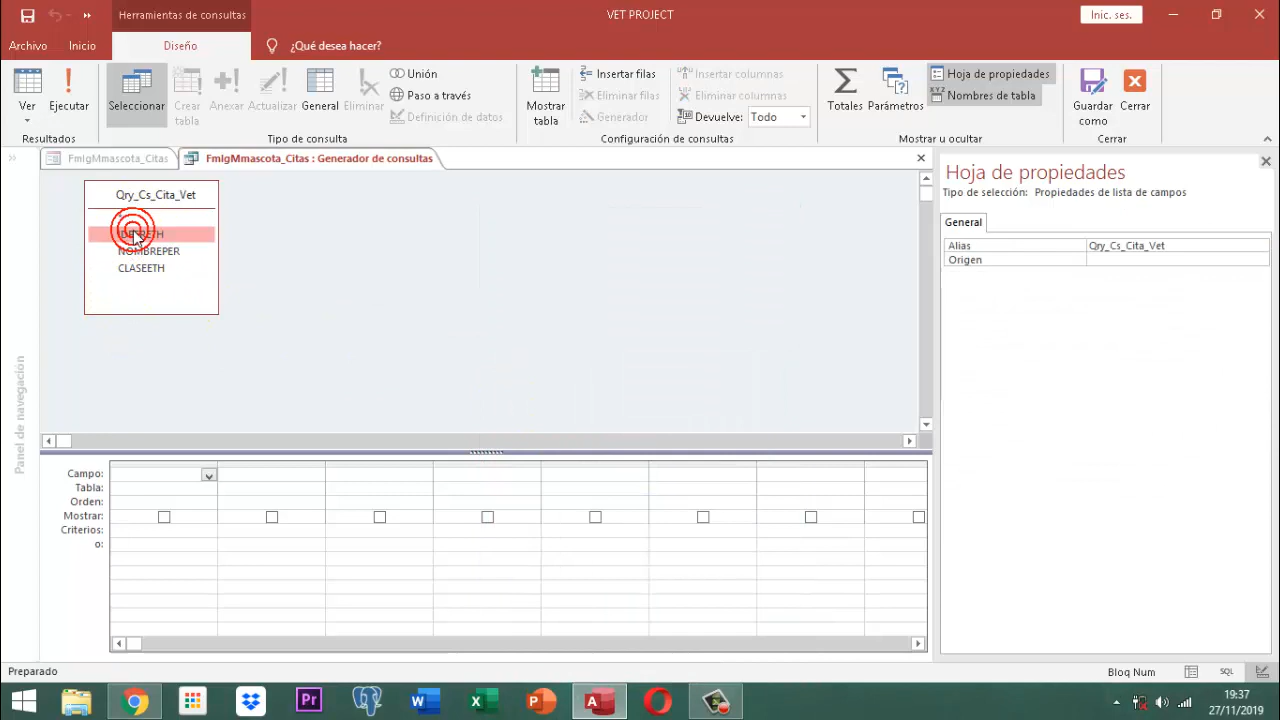 Herramientas de consultas
VET PROJECT
Inic. ses.
Archivo
Inicio
Diseño
¿Qué desea hacer?
Ver
Ejecutar
Resultados
Seleccionar
Crear tabla
Anexar
Actualizar
General
Eliminar
Unión
Paso a través
Definición de datos
Tipo de consulta
Mostrar tabla
Insertar filas
Eliminar filas
Generador
Insertar columnas
Eliminar columnas
Devuelve: Todo
Configuración de consultas
Totales
Parámetros
Hoja de propiedades
Nombres de tabla
Mostrar u ocultar
Guardar como
Cerrar
Cerrar
FmIgMmascota_Citas
FmIgMmascota_Citas : Generador de consultas
Qry_Cs_Cita_Vet
NOMBREPER
CLASEETH
Hoja de propiedades
Tipo de selección: Propiedades de lista de campos
General
Alias Qry_Cs_Cita_Vet
Origen
Panel de navegación
Campo:
Tabla:
Orden:
Mostrar:
Criterios:
o:
Preparado
Bloq Num
SQL
Pr
W
X
P
A
19:37
27/11/2019